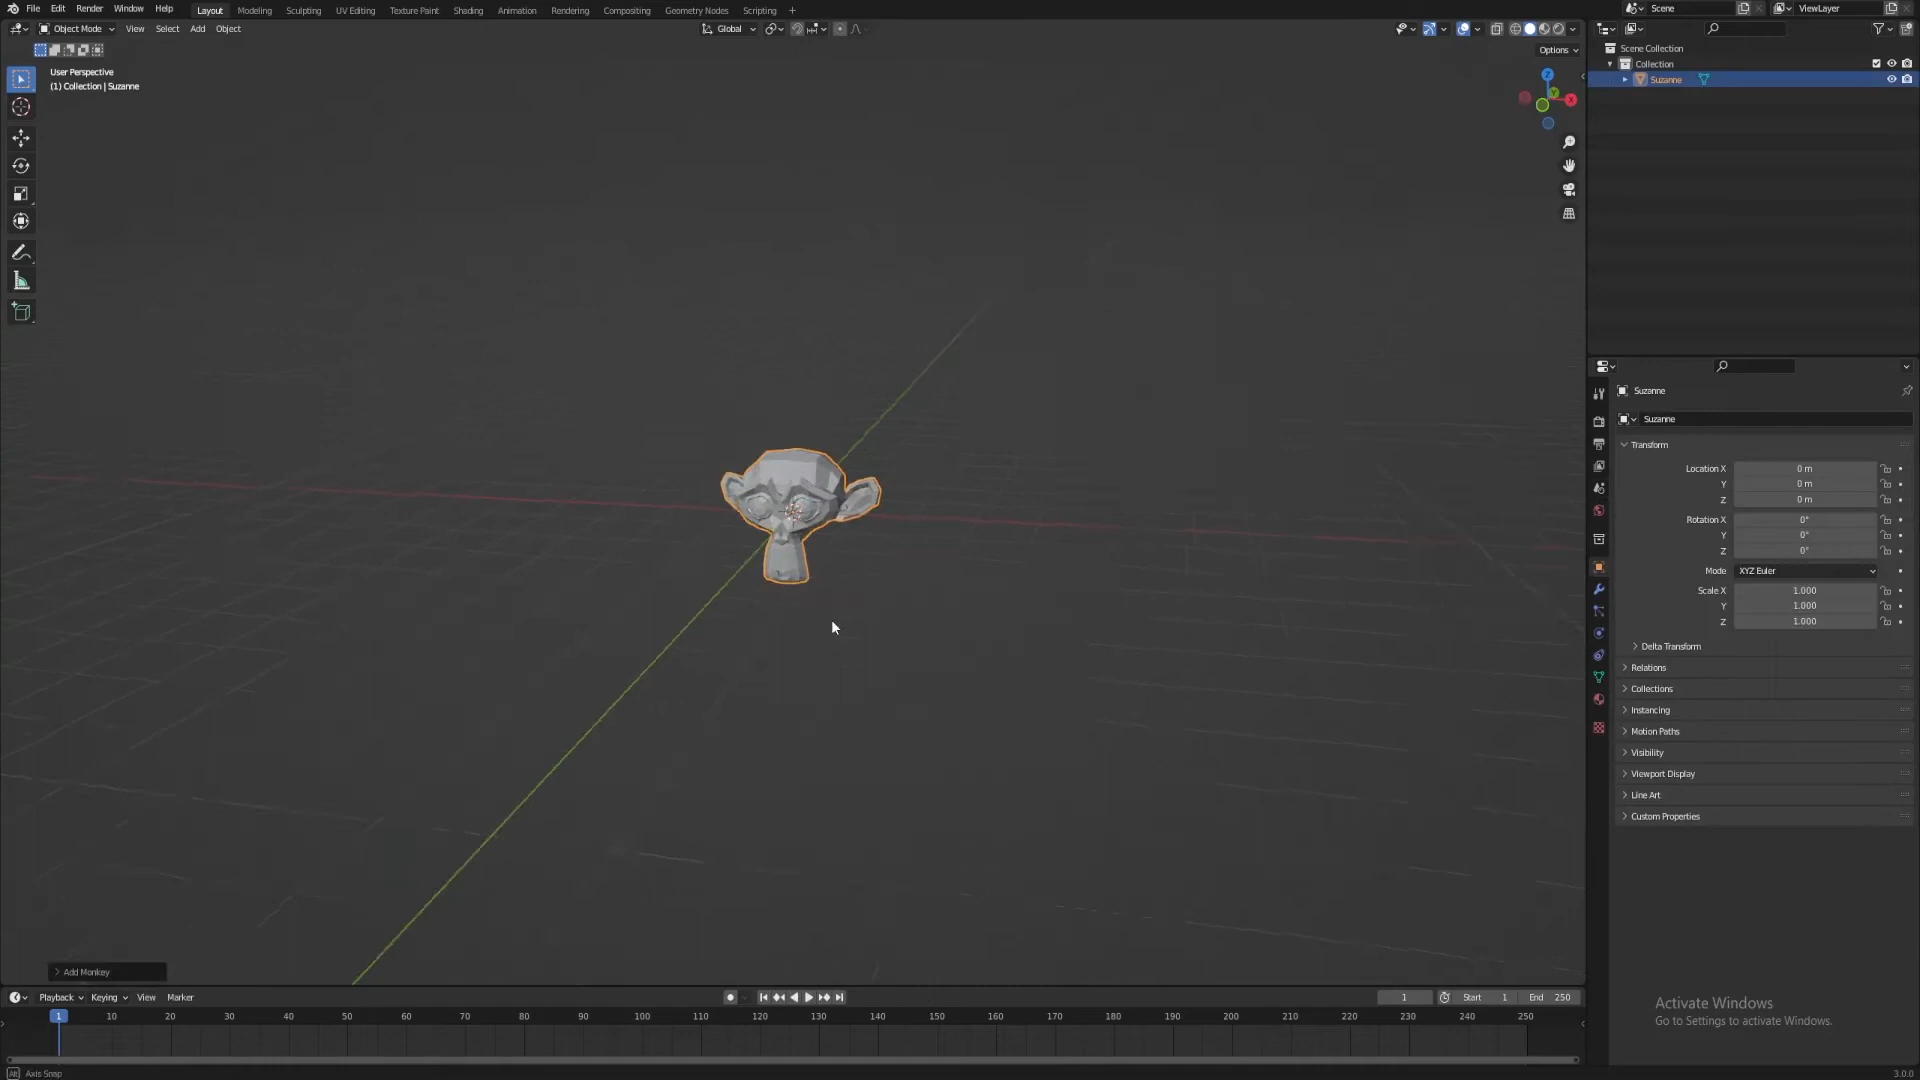 File Edit Render Window Help Layout Modeling Sculpting UV Editing Texture Paint Shading Rendering Animation Compositing Geometry Nodes Scripting + Scene ViewLayer
Object Mode View Select Add Object Global
Options
User Perspective
(1) Collection | Suzanne
Z
Y
X
Scene Collection
Collection
Suzanne
Suzanne
Suzanne
Transform
Location X 0 m
Y 0 m
Z 0 m
Rotation X 0°
Y 0°
Z 0°
Mode XYZ Euler
Scale X 1.000
Y 1.000
Z 1.000
Delta Transform
Relations
Collections
Instancing
Motion Paths
Visibility
Viewport Display
Line Art
Custom Properties
Add Monkey
Playback Keying View Marker 1 Start 1 End 250
1 10 20 30 40 50 60 70 80 90 100 110 120 130 140 150 160 170 180 190 200 210 220 230 240 250
Activate Windows
Go to Settings to activate Windows.
Alt Axis Snap 3.0.0